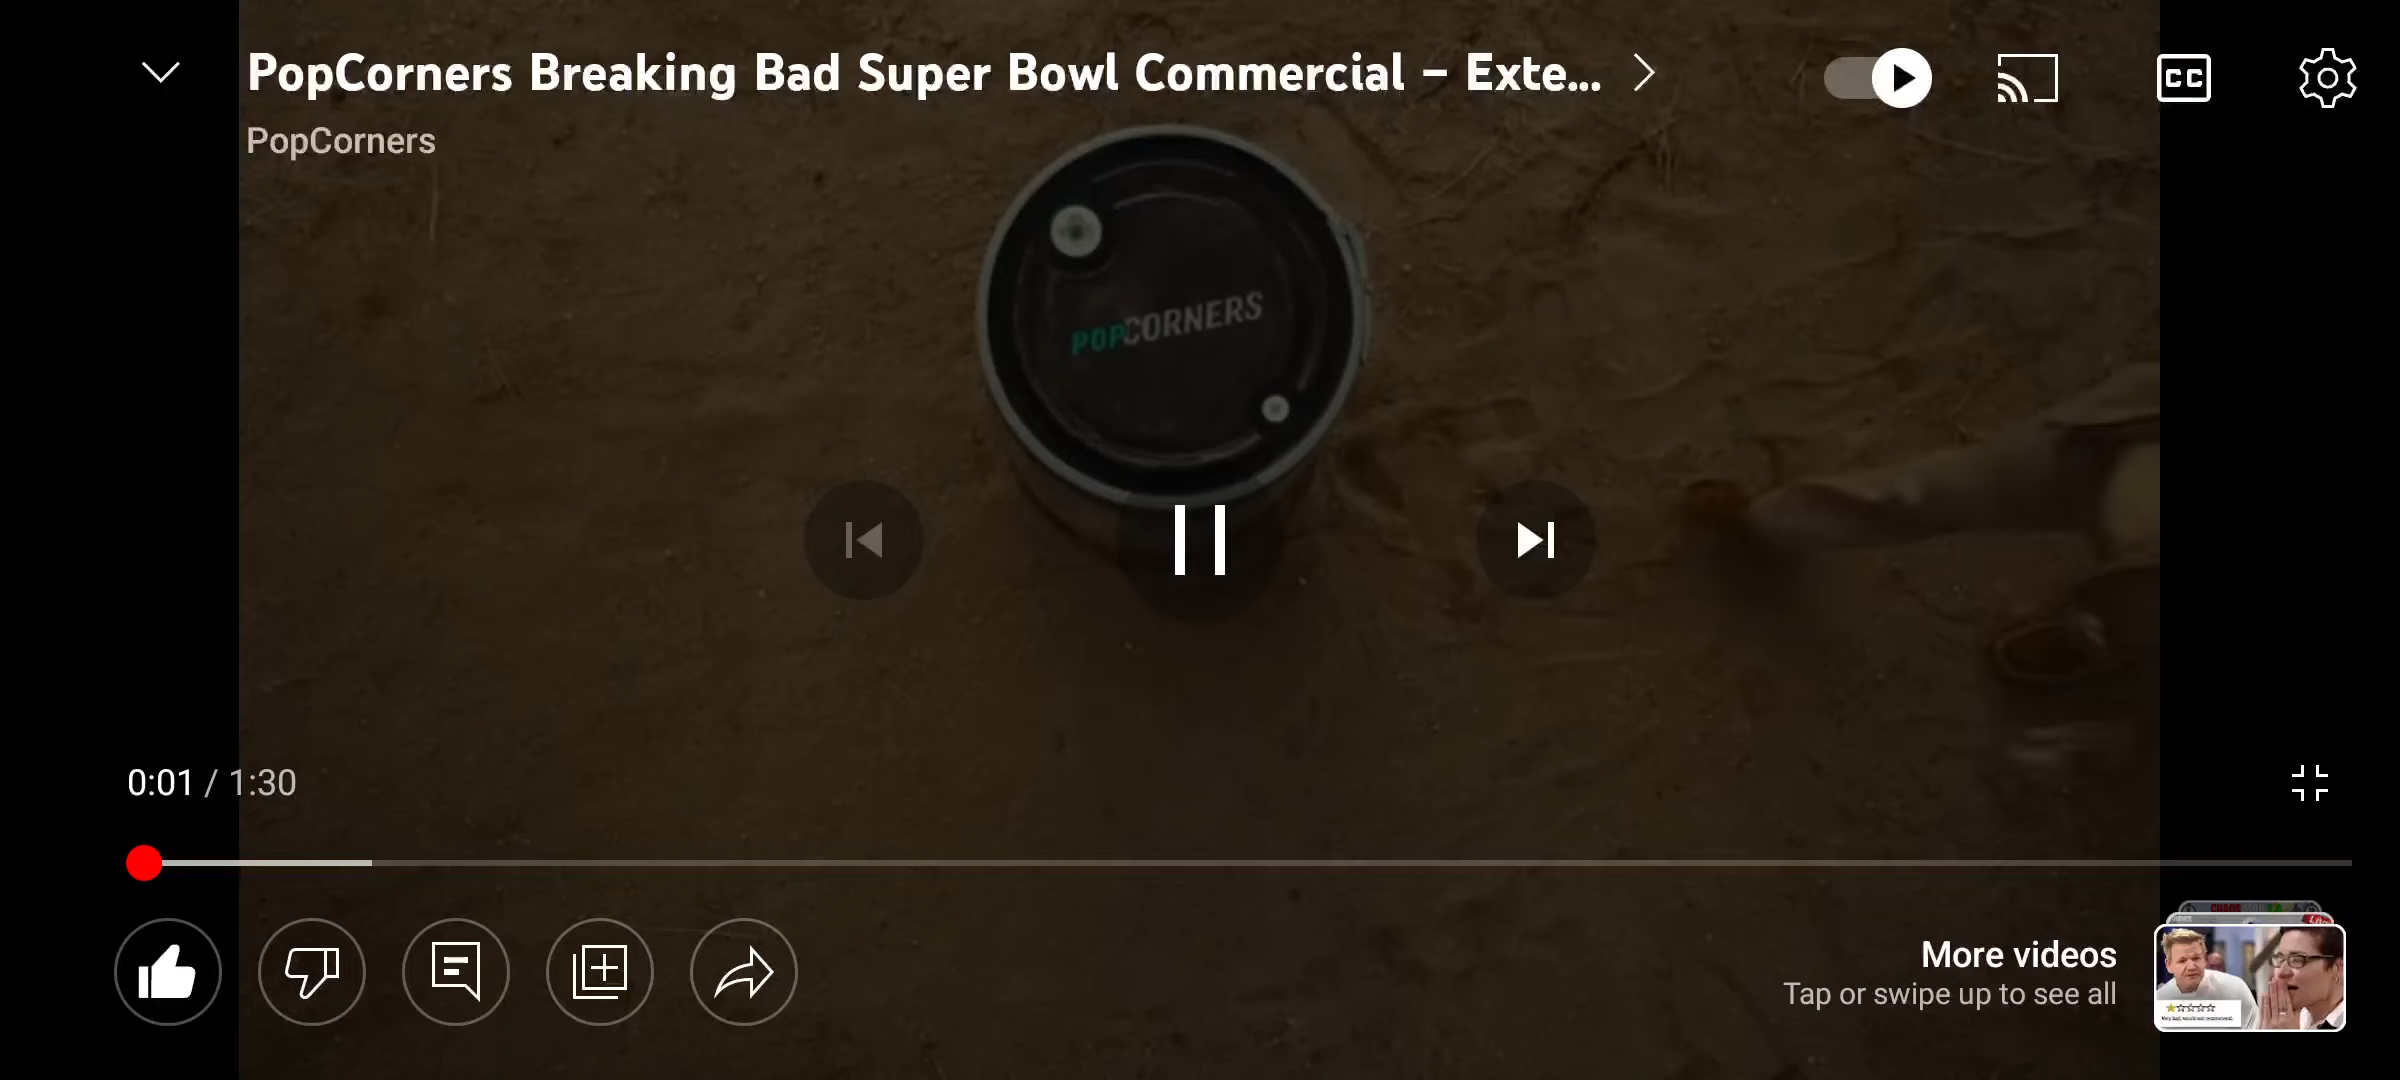 PopCorners Breaking Bad Super Bowl Commercial – Exte...
PopCorners
CC
POPCORNERS
0:01 / 1:30
More videos
Tap or swipe up to see all